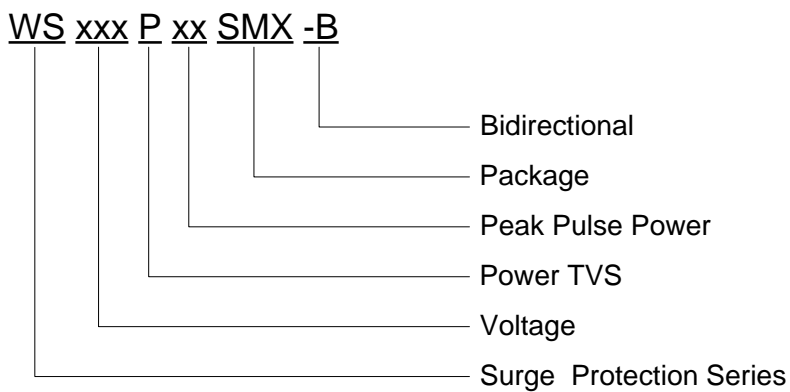 WS xxx P xx SMX -B
Bidirectional
Package
Peak Pulse Power
Power TVS
Voltage
Surge Protection Series